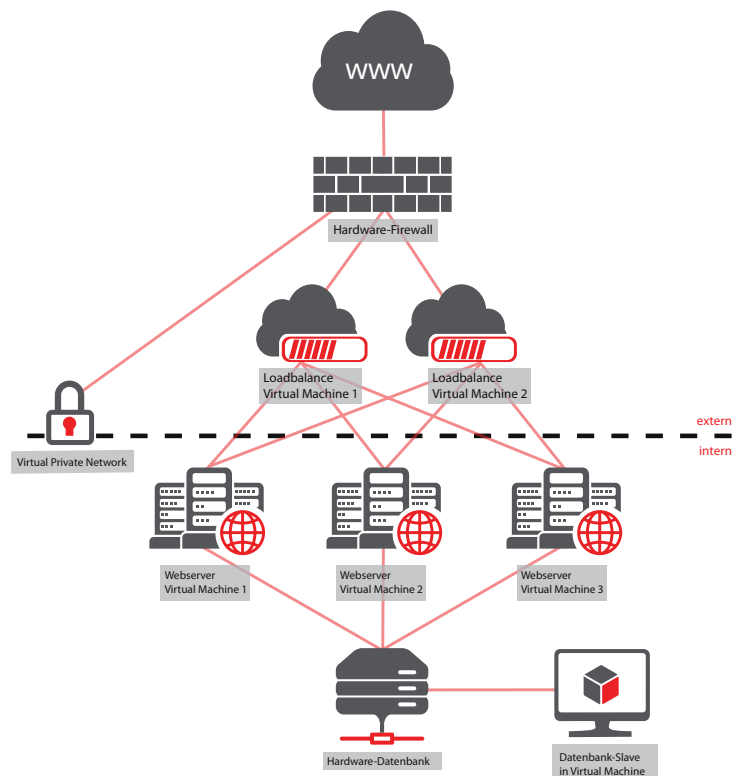 www
Hardware-Firewall
Loadbalance
Virtual Machine 1
Loadbalance
Virtual Machine 2
extern
intern
Virtual Private Network
Webserver
Virtual Machine 1
Webserver
Virtual Machine 2
Webserver
Virtual Machine 3
Hardware-Datenbank
Datenbank-Slave
in Virtual Machine